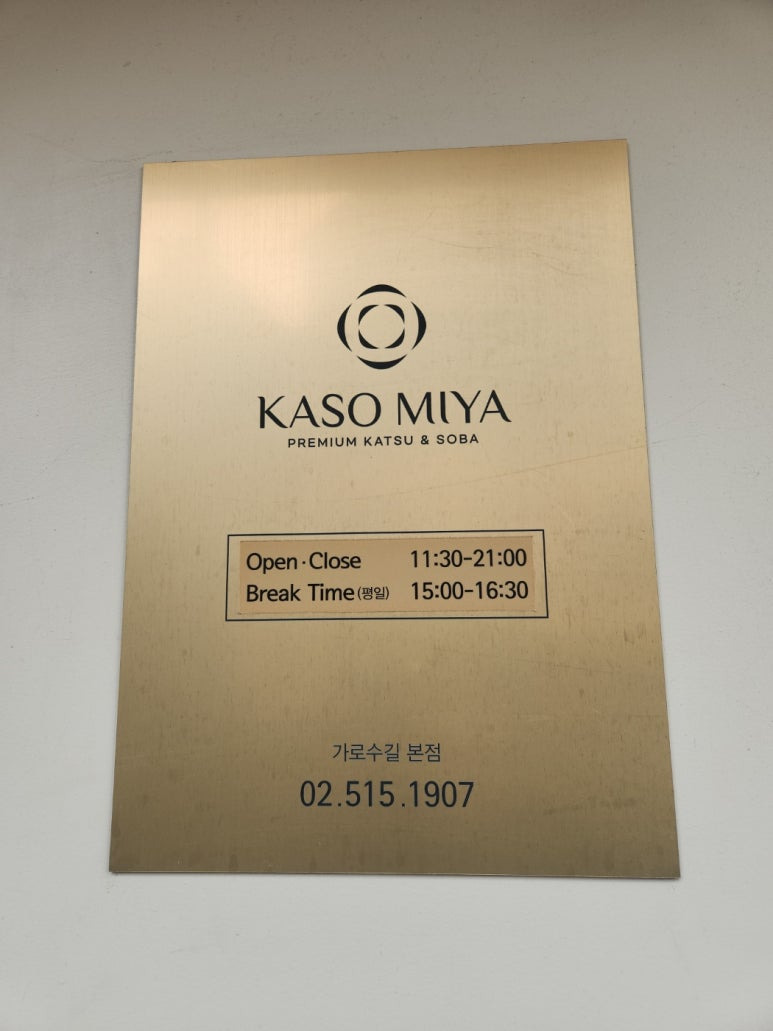 KASO MIYA
PREMIUM KATSU & SOBA
Open · Close 11:30-21:00
Break Time (평일) 15:00-16:30
가로수길 본점
02.515.1907